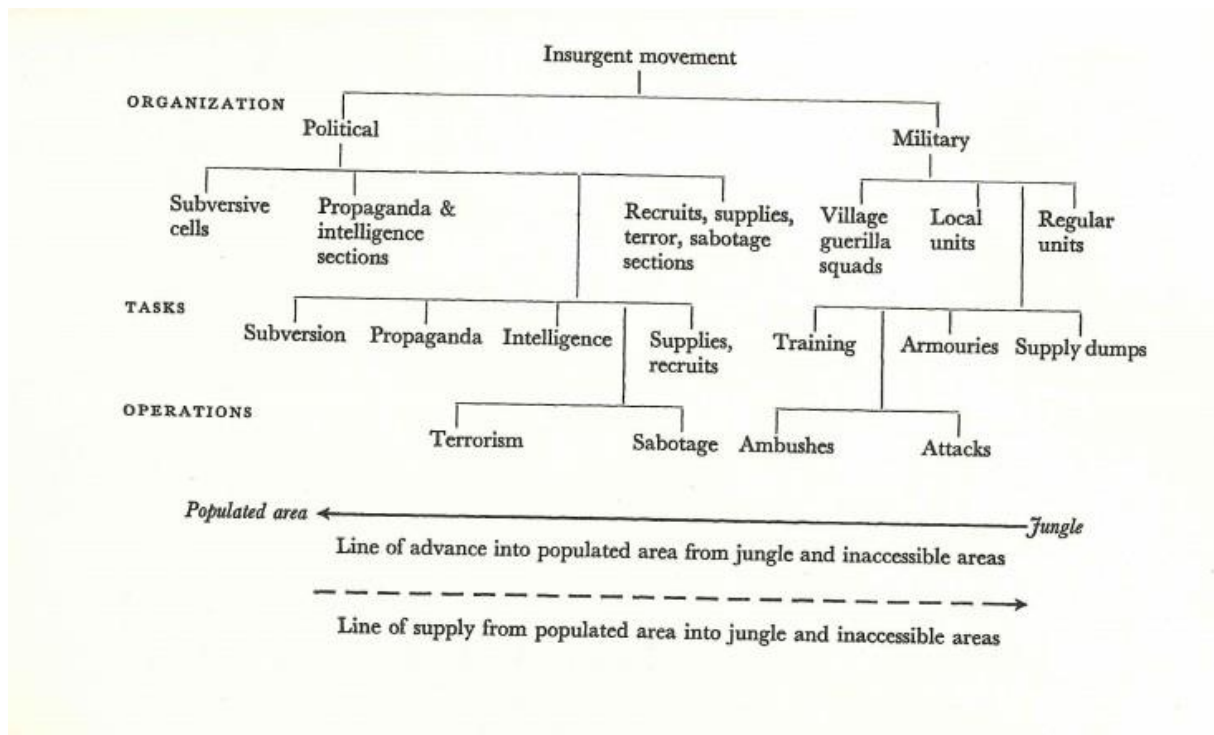 Insurgent movement
ORGANIZATION
Political
Military
Subversive
cells
Propaganda &
intelligence
sections
Recruits, supplies,
terror, sabotage
sections
Village
guerilla
squads
Local
units
Regular
units
TASKS
Subversion
Propaganda
Intelligence
Supplies,
recruits
Training
Armouries
Supply dumps
OPERATIONS
Terrorism
Sabotage
Ambushes
Attacks
Populated area
Jungle
Line of advance into populated area from jungle and inaccessible areas
Line of supply from populated area into jungle and inaccessible areas